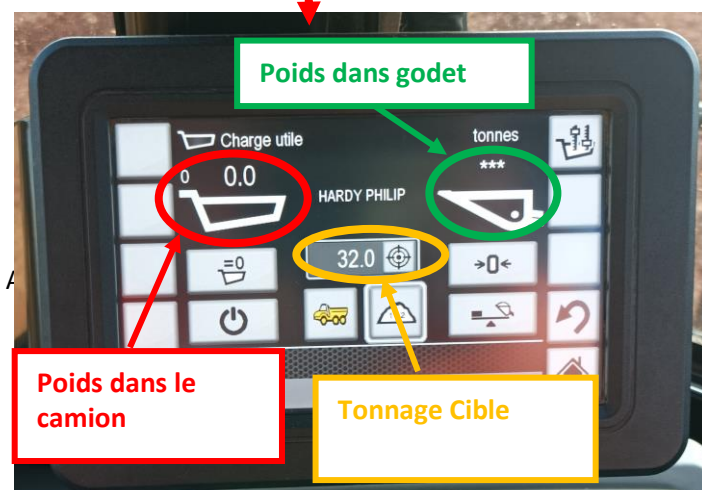 Poids dans godet
Charge utile
tonnes
0 0.0
***
HARDY PHILIP
32.0
=0
→0←
Poids dans le
camion
Tonnage Cible